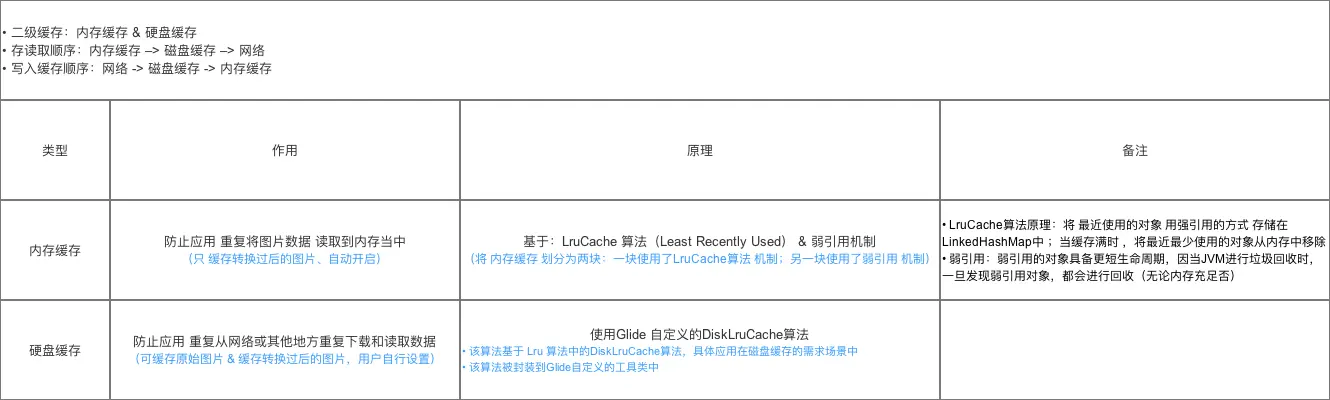 • 二级缓存：内存缓存 & 硬盘缓存
• 存读取顺序：内存缓存 –> 磁盘缓存 –> 网络
• 写入缓存顺序：网络 -> 磁盘缓存 -> 内存缓存
类型
作用
原理
备注
内存缓存
防止应用 重复将图片数据 读取到内存当中
（只 缓存转换过后的图片、自动开启）
基于：LruCache 算法（Least Recently Used） & 弱引用机制
（将 内存缓存 划分为两块：一块使用了LruCache算法 机制；另一块使用了弱引用 机制）
• LruCache算法原理：将 最近使用的对象 用强引用的方式 存储在
LinkedHashMap中 ；当缓存满时 ，将最近最少使用的对象从内存中移除
• 弱引用：弱引用的对象具备更短生命周期，因当JVM进行垃圾回收时，
一旦发现弱引用对象，都会进行回收（无论内存充足否）
硬盘缓存
防止应用 重复从网络或其他地方重复下载和读取数据
（可缓存原始图片 & 缓存转换过后的图片，用户自行设置）
使用Glide 自定义的DiskLruCache算法
• 该算法基于 Lru 算法中的DiskLruCache算法，具体应用在磁盘缓存的需求场景中
• 该算法被封装到Glide自定义的工具类中